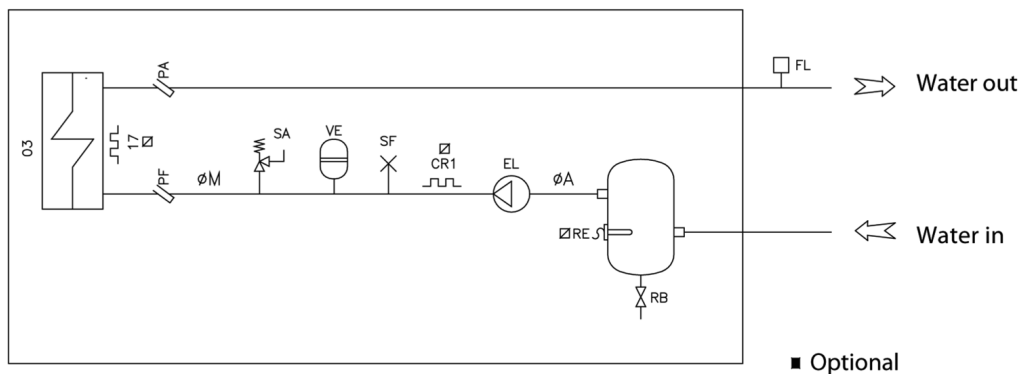 PA
FL
Water out
03
17
SA
VE
SF
CR1
EL
PF
øM
øA
RE
Water in
RB
Optional